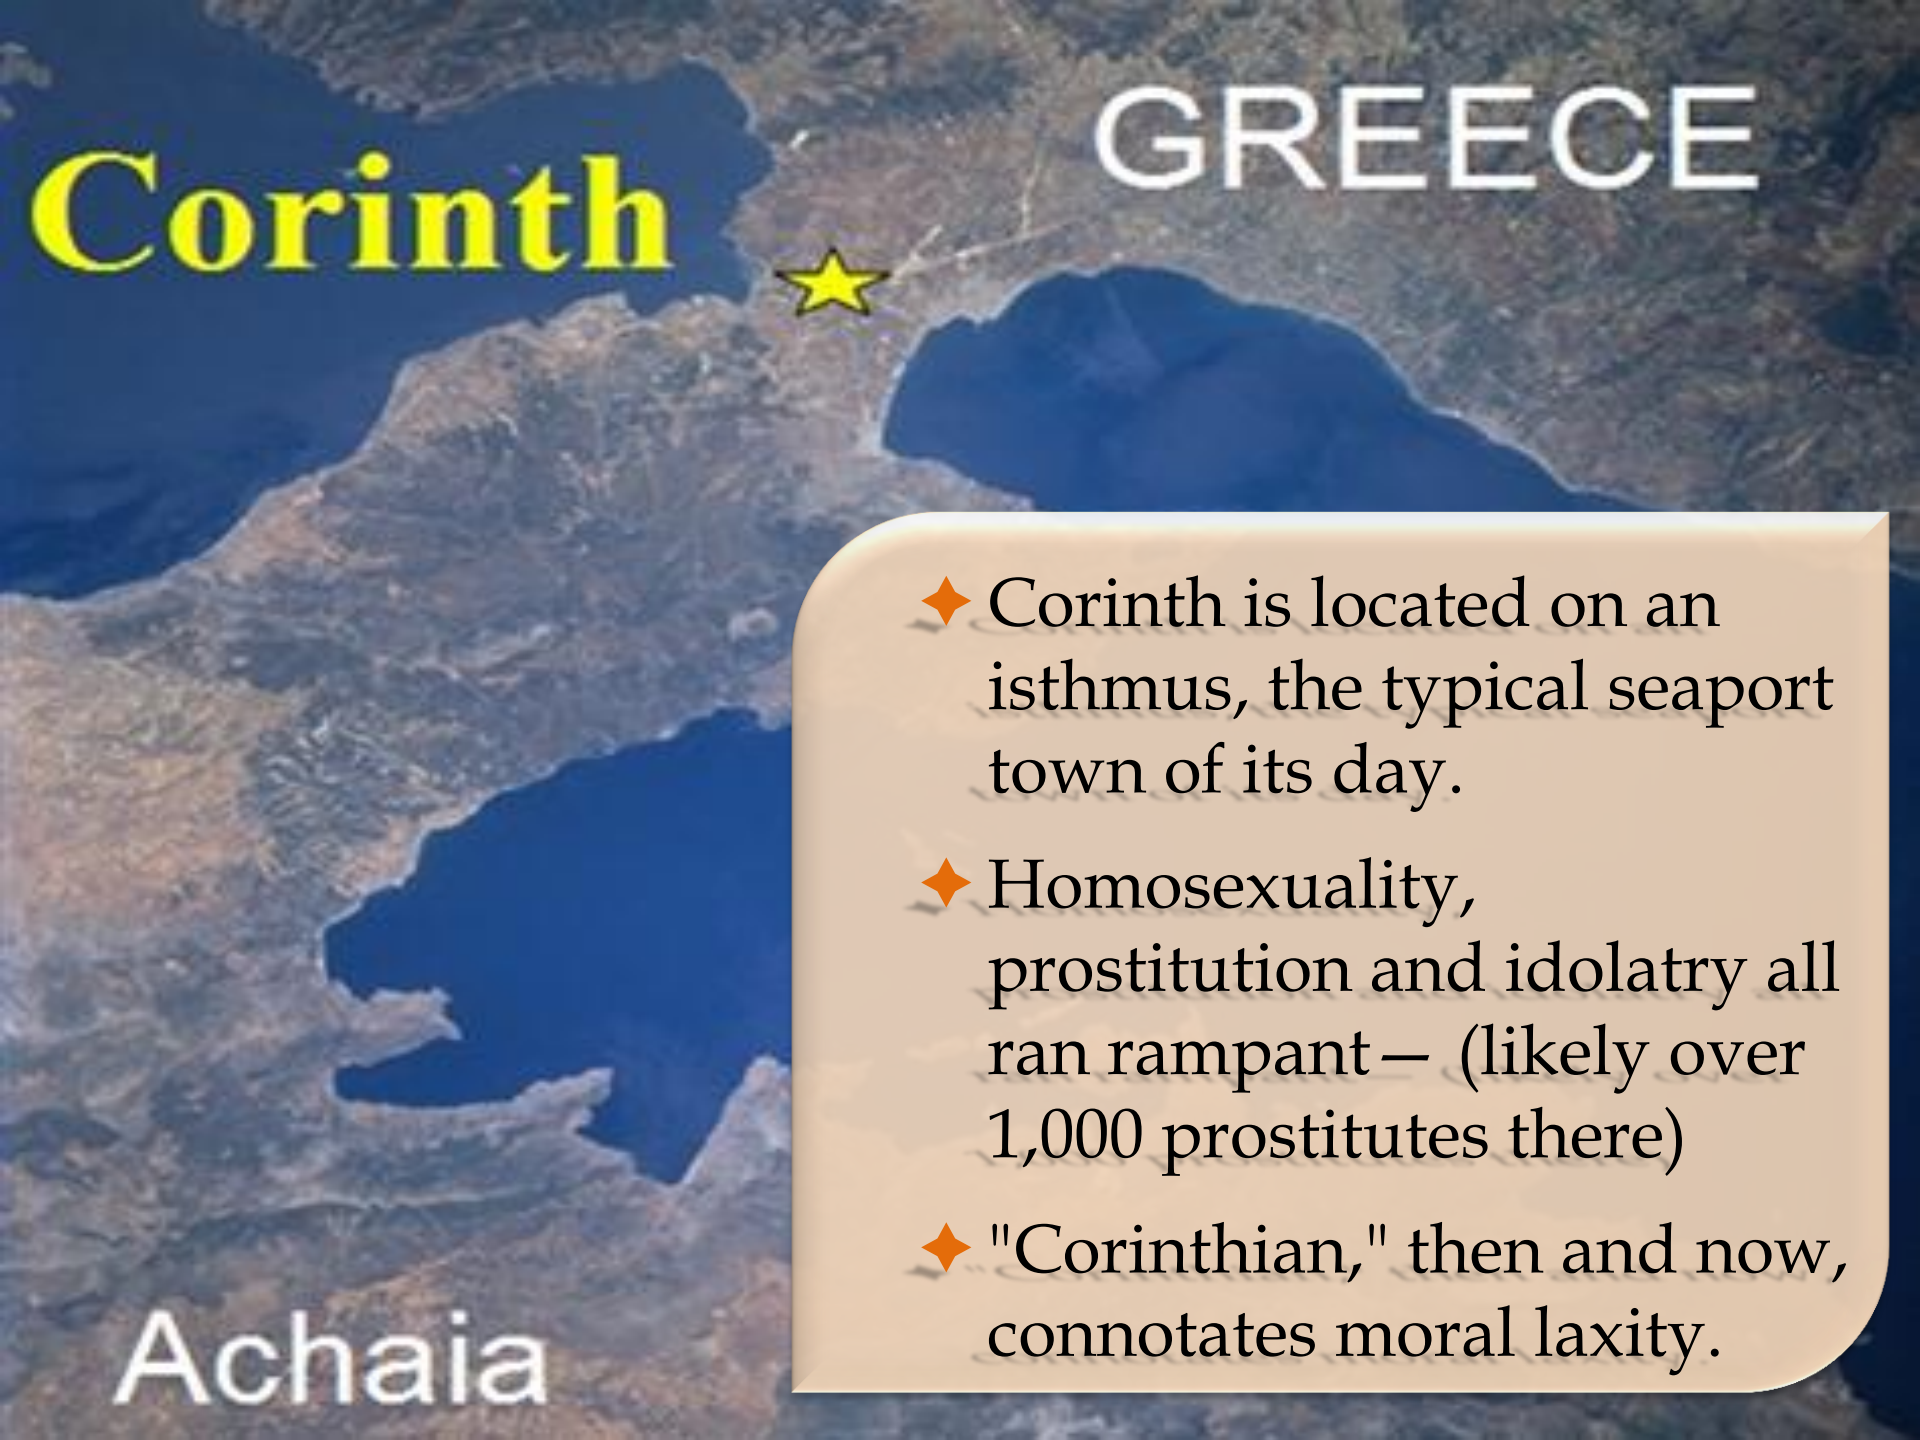 GREECE
Corinth
Corinth is located on an
isthmus, the typical seaport
town of its day.
Homosexuality,
prostitution and idolatry all
ran rampant— (likely over
1,000 prostitutes there)
"Corinthian," then and now,
connotates moral laxity.
Achaia